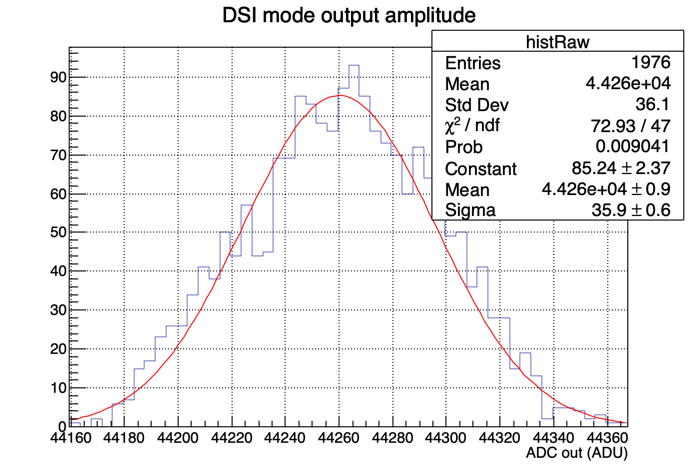 DSI mode output amplitude
histRaw
Entries 1976
Mean 4.426e+04
Std Dev 36.1
χ² / ndf 72.93 / 47
Prob 0.009041
Constant 85.24 ± 2.37
Mean 4.426e+04 ± 0.9
Sigma 35.9 ± 0.6
90
80
70
60
50
40
30
20
10
0
44160 44180 44200 44220 44240 44260 44280 44300 44320 44340 44360
ADC out (ADU)